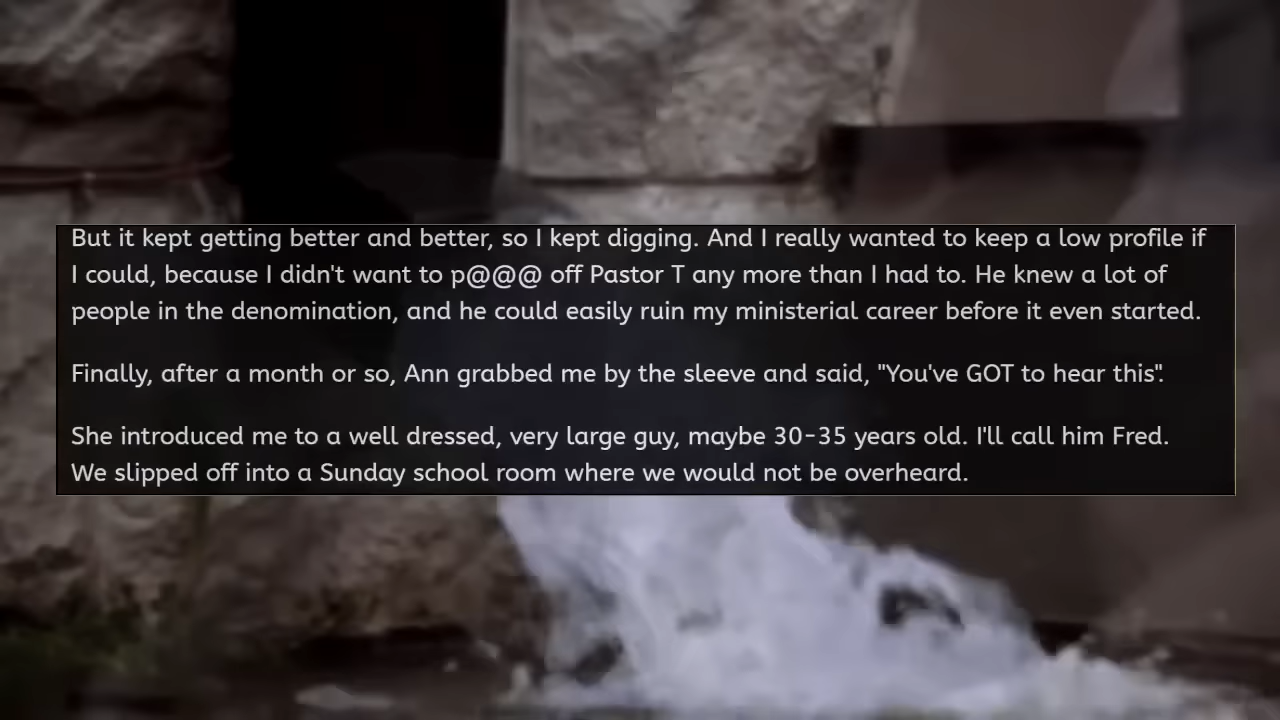 But it kept getting better and better, so I kept digging. And I really wanted to keep a low profile if
I could, because I didn't want to p@@@ off Pastor T any more than I had to. He knew a lot of
people in the denomination, and he could easily ruin my ministerial career before it even started.
Finally, after a month or so, Ann grabbed me by the sleeve and said, "You've GOT to hear this".
She introduced me to a well dressed, very large guy, maybe 30-35 years old. I'll call him Fred.
We slipped off into a Sunday school room where we would not be overheard.